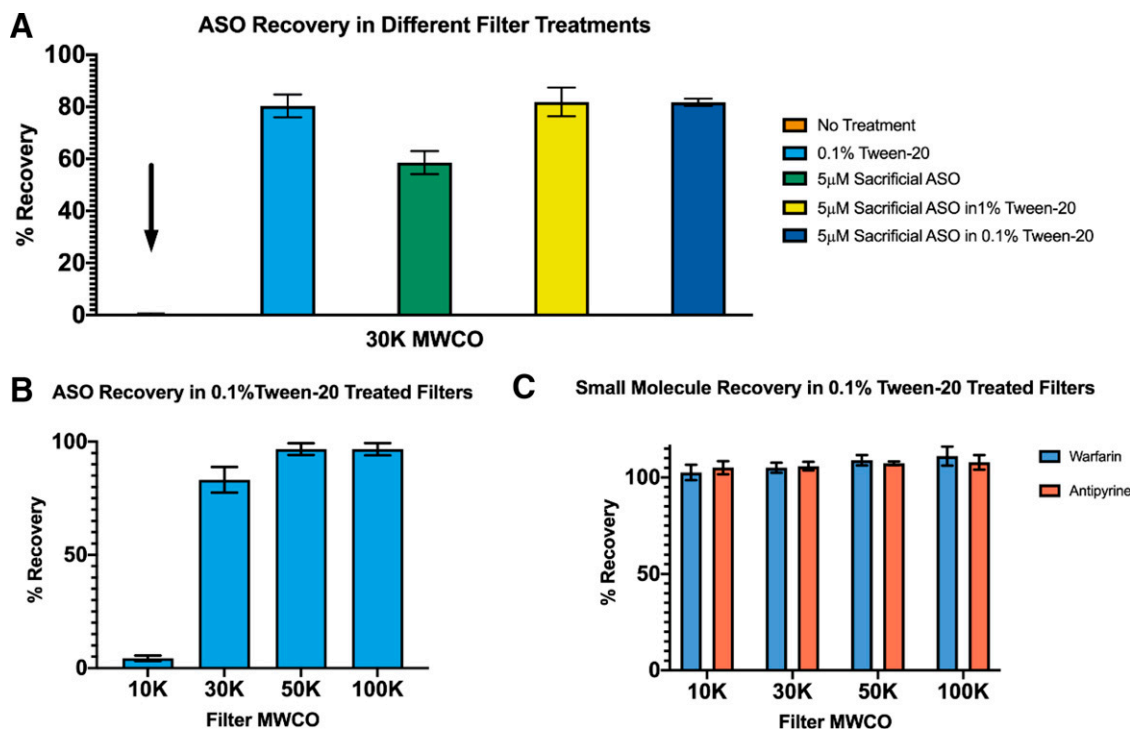 A
ASO Recovery in Different Filter Treatments
% Recovery
100
80
60
40
20
0
30K MWCO
No Treatment
0.1% Tween-20
5μM Sacrificial ASO
5μM Sacrificial ASO in1% Tween-20
5μM Sacrificial ASO in 0.1% Tween-20
B
ASO Recovery in 0.1%Tween-20 Treated Filters
% Recovery
100
50
0
10K 30K 50K 100K
Filter MWCO
C
Small Molecule Recovery in 0.1% Tween-20 Treated Filters
% Recovery
100
50
0
10K 30K 50K 100K
Filter MWCO
Warfarin
Antipyrine